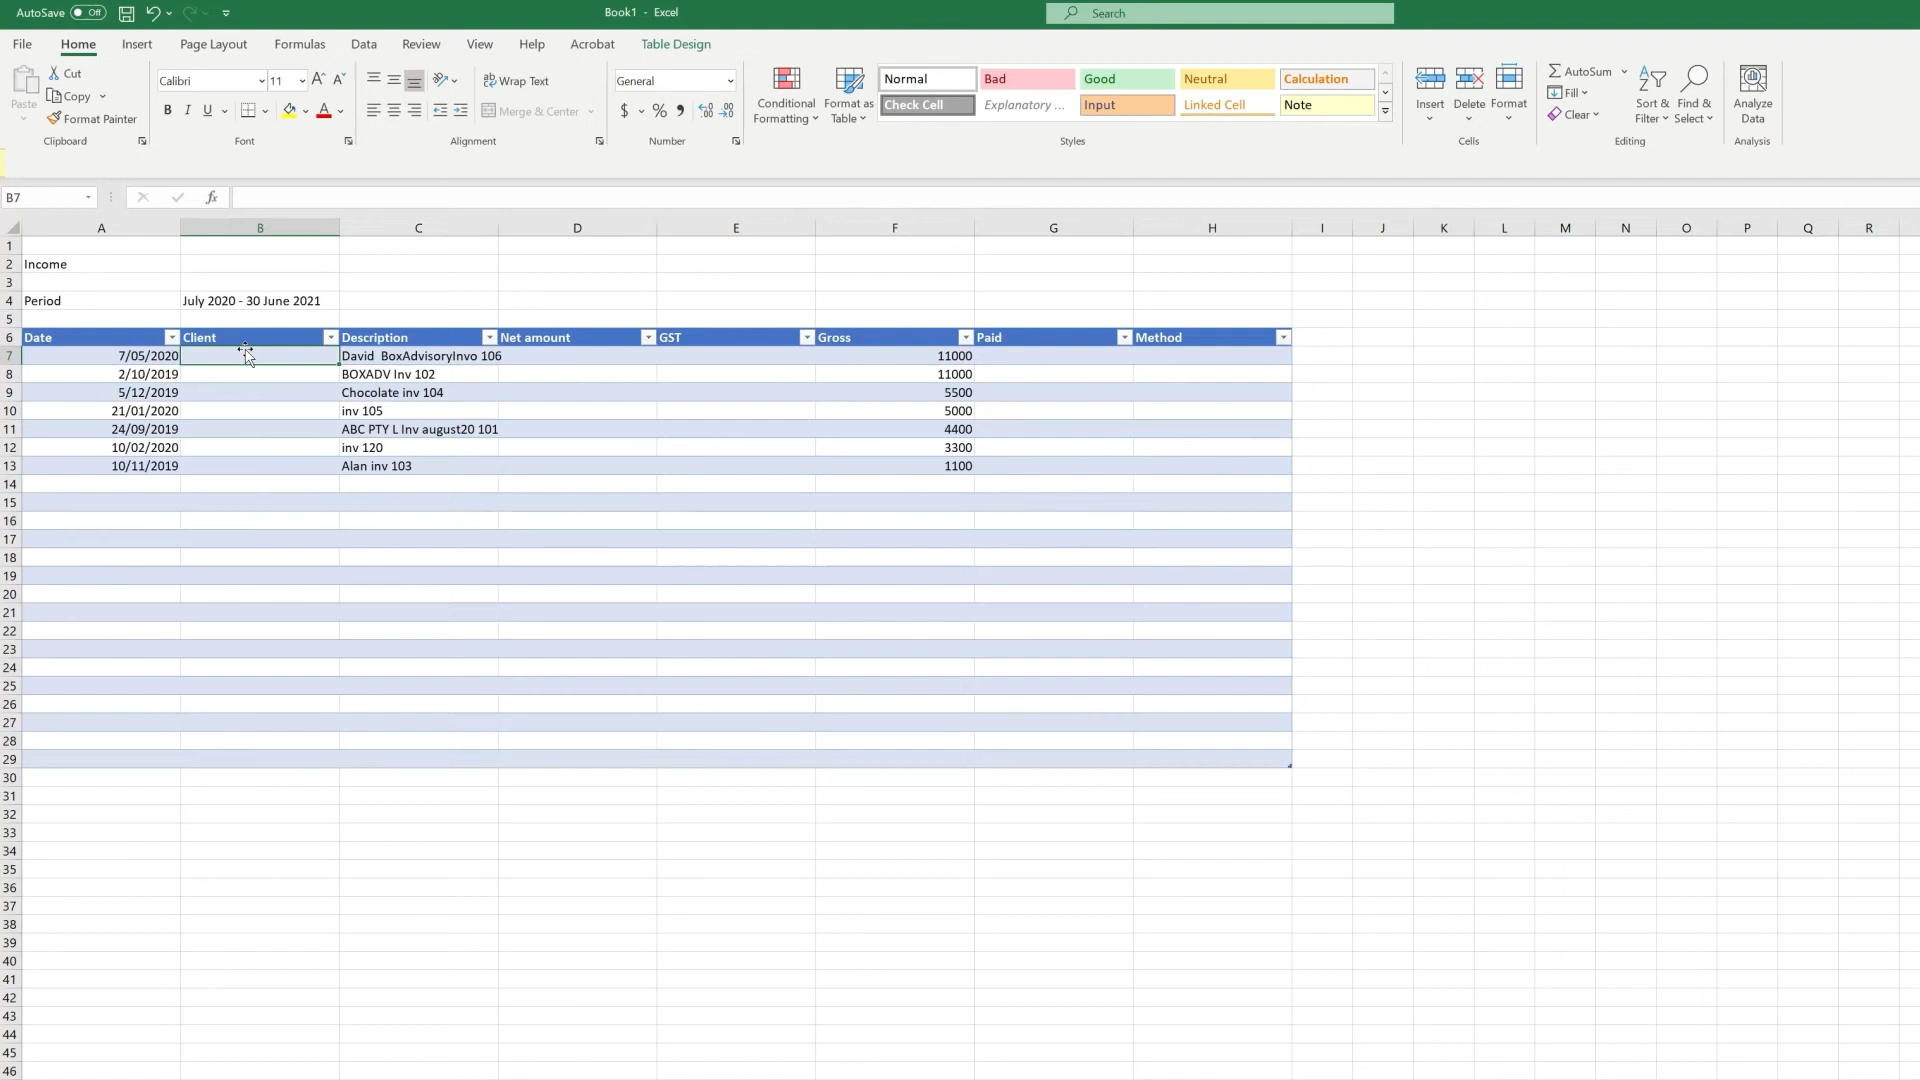 AutoSave Off Book1 - Excel Search
File Home Insert Page Layout Formulas Data Review View Help Acrobat Table Design
Paste Cut Copy Format Painter Clipboard
Calibri 11 B I U Font
Wrap Text Merge & Center Alignment
General $ % , Number
Conditional Formatting Format as Table
Normal Bad Good Neutral Calculation
Check Cell Explanatory ... Input Linked Cell Note
Styles
Insert Delete Format Cells
AutoSum Fill Clear Sort & Filter Find & Select Editing
Analyze Data Analysis
B7 fx
A B C D E F G H I J K L M N O P Q R
1
2 Income
3
4 Period July 2020 - 30 June 2021
5
6 Date Client Description Net amount GST Gross Paid Method
7 7/05/2020 David  BoxAdvisoryInvo 106 11000
8 2/10/2019 BOXADV Inv 102 11000
9 5/12/2019 Chocolate inv 104 5500
10 21/01/2020 inv 105 5000
11 24/09/2019 ABC PTY L Inv august20 101 4400
12 10/02/2020 inv 120 3300
13 10/11/2019 Alan inv 103 1100
14
15
16
17
18
19
20
21
22
23
24
25
26
27
28
29
30
31
32
33
34
35
36
37
38
39
40
41
42
43
44
45
46